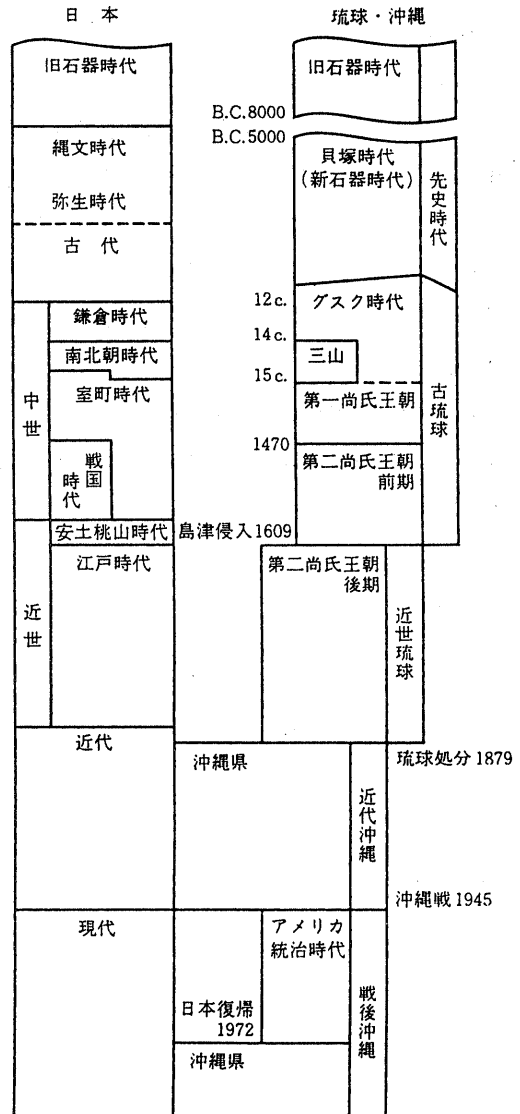 日本
琉球・沖縄
旧石器時代
旧石器時代
B.C.8000
B.C.5000
縄文時代
貝塚時代
(新石器時代)
先史時代
弥生時代
古代
12c.
グスク時代
鎌倉時代
14c.
南北朝時代
三山
15c.
中世
室町時代
第一尚氏王朝
古琉球
戦国
時代
1470
第二尚氏王朝
前期
安土桃山時代
島津侵入1609
江戸時代
第二尚氏王朝
後期
近世
近世琉球
近代
沖縄県
琉球処分1879
近代沖縄
沖縄戦1945
現代
アメリカ
統治時代
戦後沖縄
日本復帰
1972
沖縄県